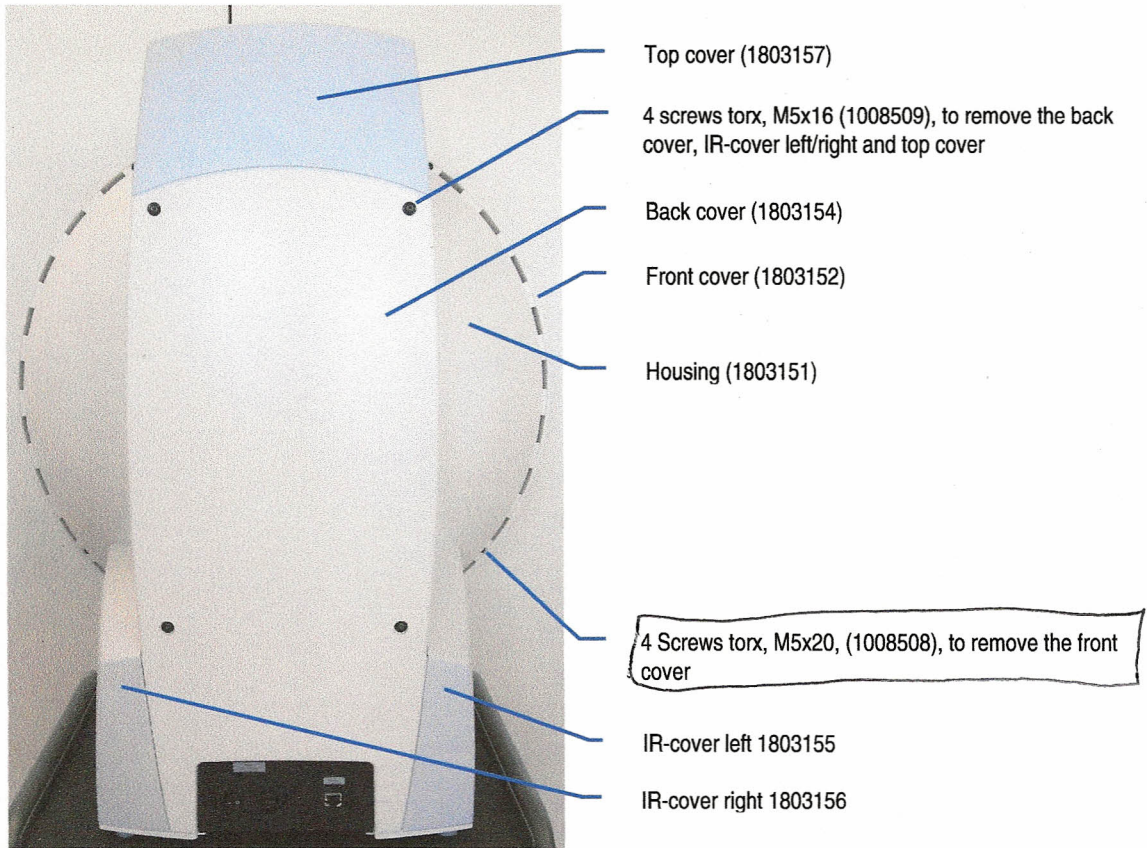 Top cover (1803157)
4 screws torx, M5x16 (1008509), to remove the back
cover, IR-cover left/right and top cover
Back cover (1803154)
Front cover (1803152)
Housing (1803151)
4 Screws torx, M5x20, (1008508), to remove the front
cover
IR-cover left 1803155
IR-cover right 1803156